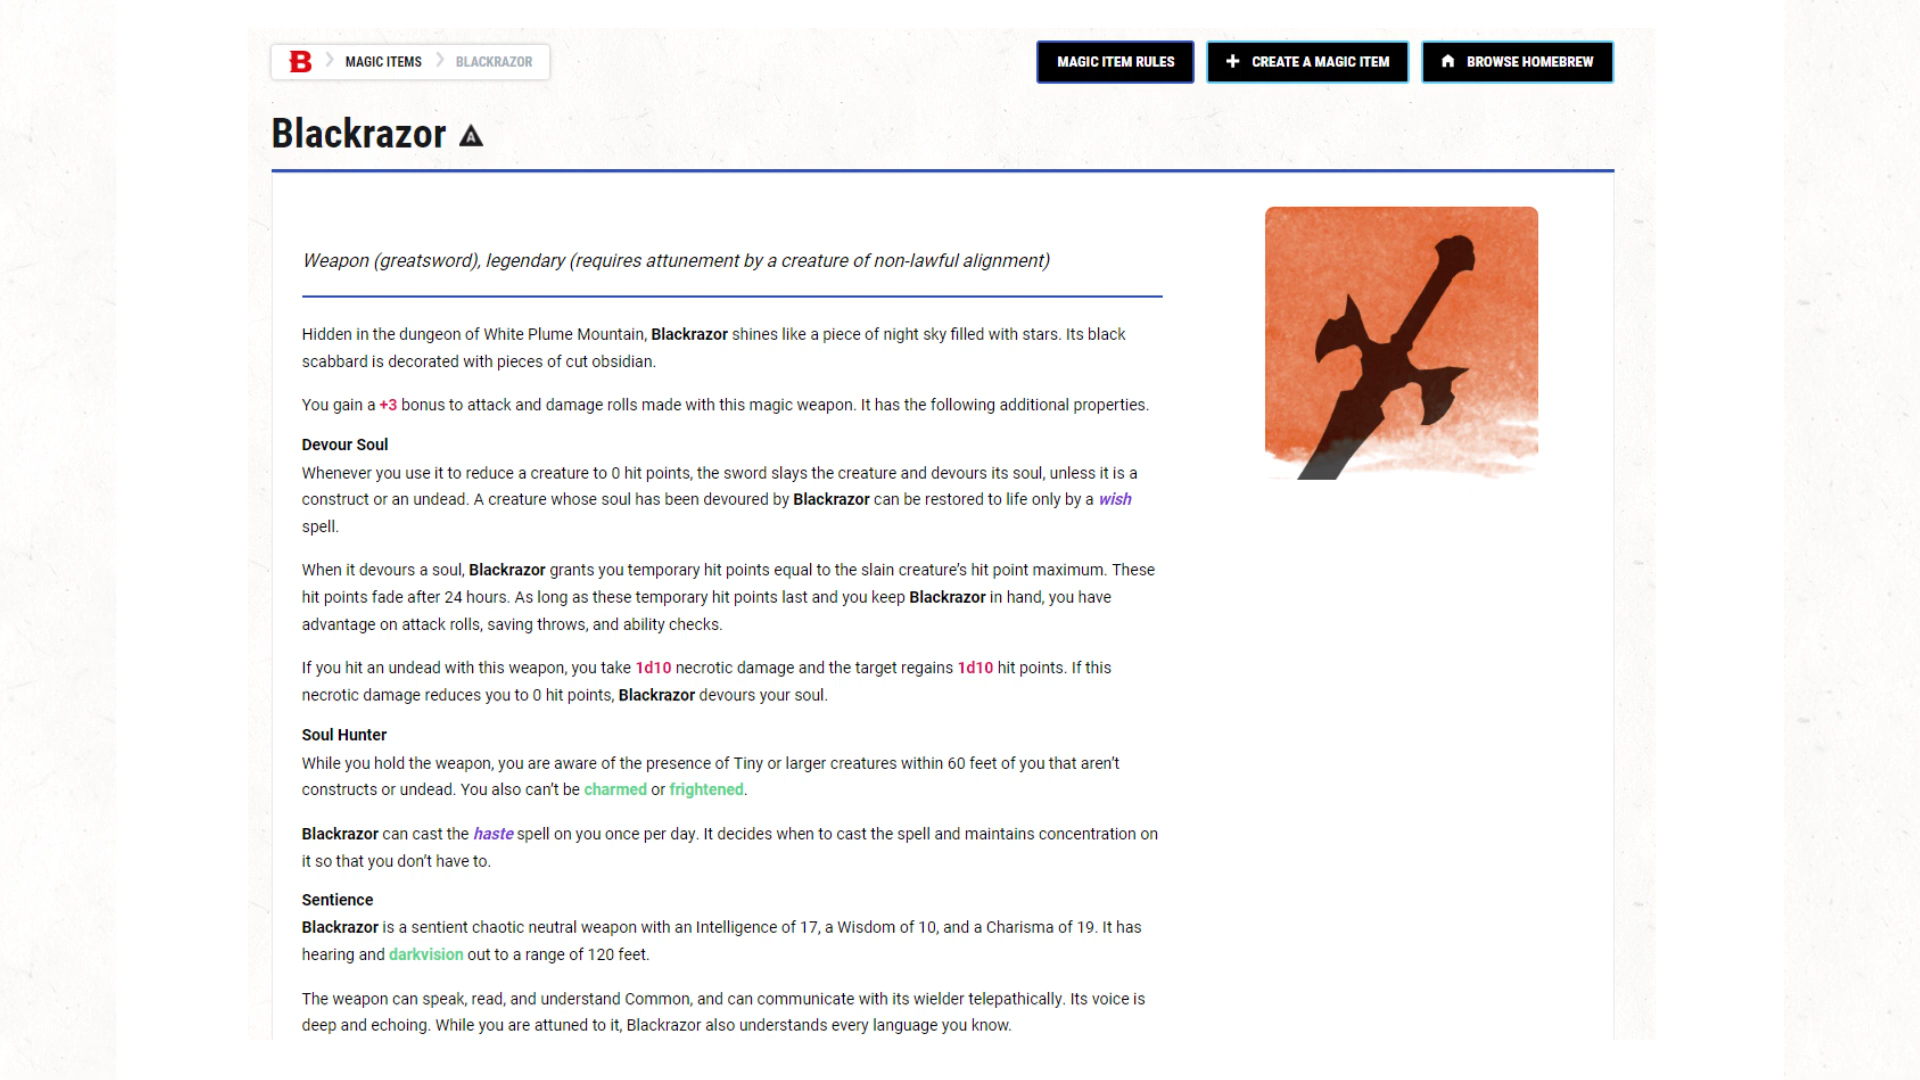 B MAGIC ITEMS BLACKRAZOR
MAGIC ITEM RULES
CREATE A MAGIC ITEM
BROWSE HOMEBREW
Blackrazor A
Weapon (greatsword), legendary (requires attunement by a creature of non-lawful alignment)
Hidden in the dungeon of White Plume Mountain, Blackrazor shines like a piece of night sky filled with stars. Its black
scabbard is decorated with pieces of cut obsidian.
You gain a +3 bonus to attack and damage rolls made with this magic weapon. It has the following additional properties.
Devour Soul
Whenever you use it to reduce a creature to 0 hit points, the sword slays the creature and devours its soul, unless it is a
construct or an undead. A creature whose soul has been devoured by Blackrazor can be restored to life only by a wish
spell.
When it devours a soul, Blackrazor grants you temporary hit points equal to the slain creature’s hit point maximum. These
hit points fade after 24 hours. As long as these temporary hit points last and you keep Blackrazor in hand, you have
advantage on attack rolls, saving throws, and ability checks.
If you hit an undead with this weapon, you take 1d10 necrotic damage and the target regains 1d10 hit points. If this
necrotic damage reduces you to 0 hit points, Blackrazor devours your soul.
Soul Hunter
While you hold the weapon, you are aware of the presence of Tiny or larger creatures within 60 feet of you that aren’t
constructs or undead. You also can’t be charmed or frightened.
Blackrazor can cast the haste spell on you once per day. It decides when to cast the spell and maintains concentration on
it so that you don’t have to.
Sentience
Blackrazor is a sentient chaotic neutral weapon with an Intelligence of 17, a Wisdom of 10, and a Charisma of 19. It has
hearing and darkvision out to a range of 120 feet.
The weapon can speak, read, and understand Common, and can communicate with its wielder telepathically. Its voice is
deep and echoing. While you are attuned to it, Blackrazor also understands every language you know.